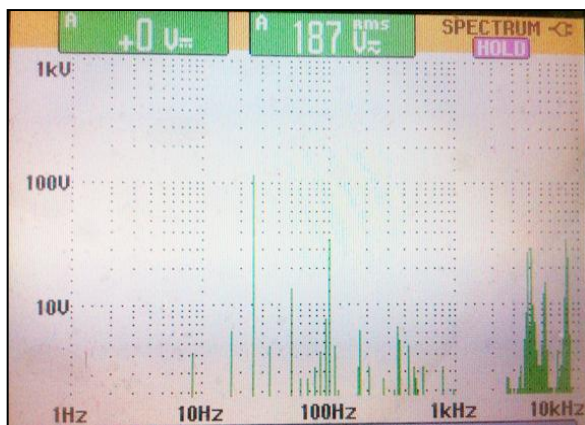 A +0 V⎓
A 187 RMS V≂
SPECTRUM
HOLD
1kV
100V
10V
1Hz 10Hz 100Hz 1kHz 10kHz